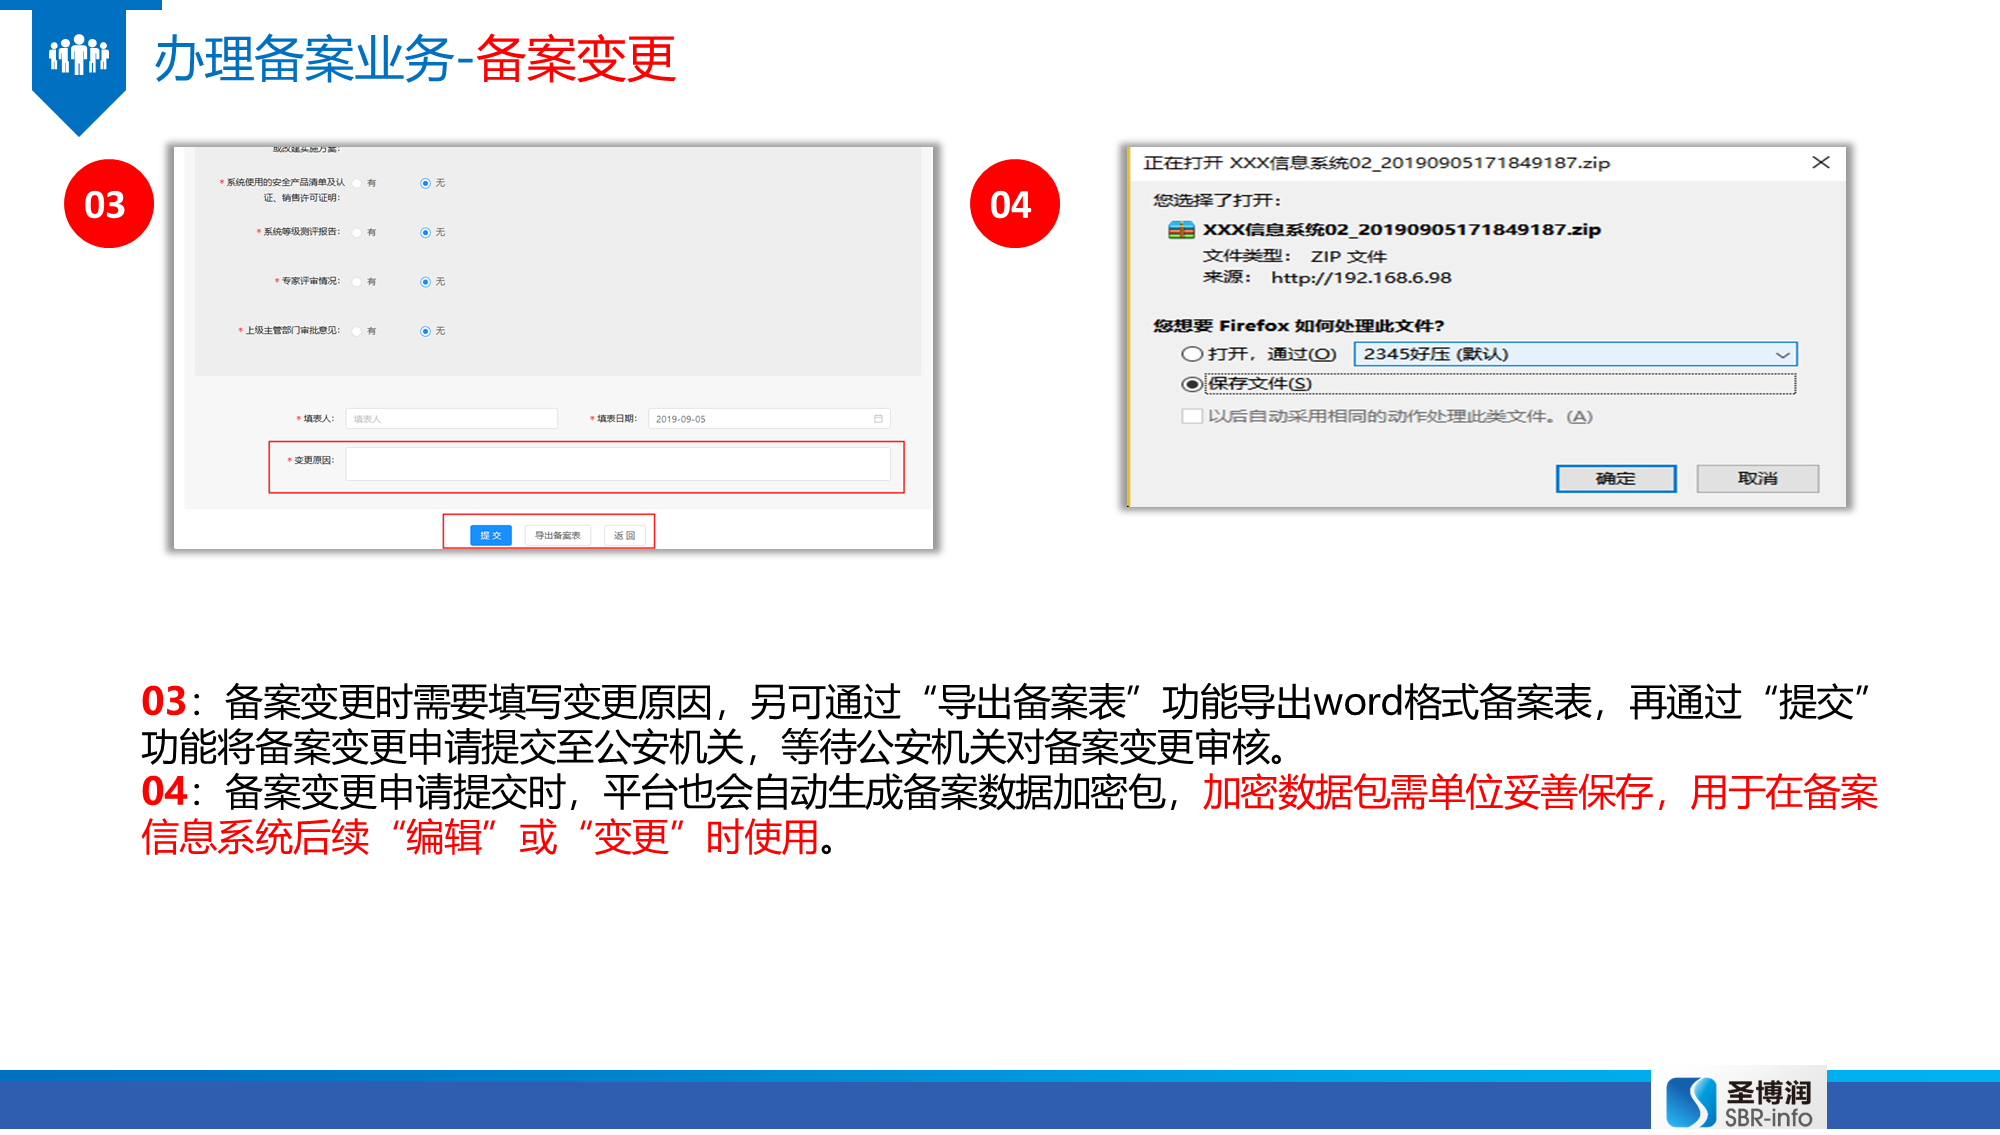 办理备案业务-备案变更
03
或改建实施方案:
* 系统使用的安全产品清单及认 有 无
证、销售许可证明:
* 系统等级测评报告: 有 无
* 专家评审情况: 有 无
* 上级主管部门审批意见: 有 无
* 填表人: 填表人 * 填表日期: 2019-09-05
* 变更原因:
提 交 导出备案表 返 回
04
正在打开 XXX信息系统02_20190905171849187.zip
您选择了打开:
XXX信息系统02_20190905171849187.zip
文件类型: ZIP 文件
来源: http://192.168.6.98
您想要 Firefox 如何处理此文件?
打开，通过(O) 2345好压 (默认)
保存文件(S)
以后自动采用相同的动作处理此类文件。(A)
确定 取消
03：备案变更时需要填写变更原因，另可通过“导出备案表”功能导出word格式备案表，再通过“提交”
功能将备案变更申请提交至公安机关，等待公安机关对备案变更审核。
04：备案变更申请提交时，平台也会自动生成备案数据加密包，加密数据包需单位妥善保存，用于在备案
信息系统后续“编辑”或“变更”时使用。
圣博润
SBR-info